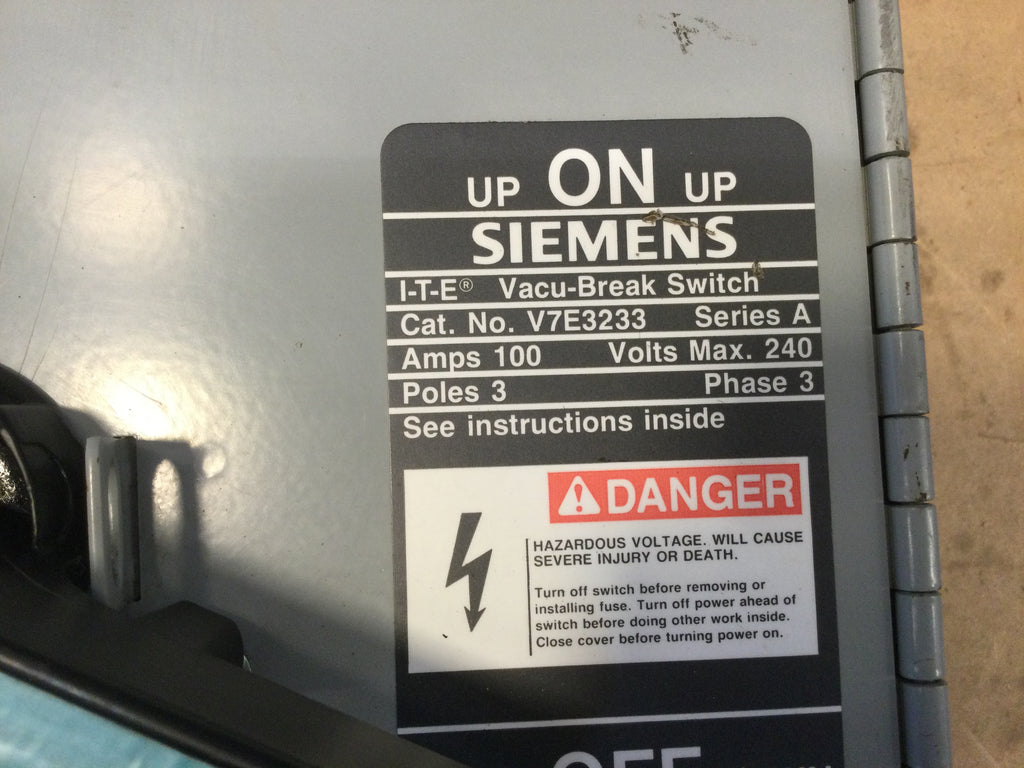 UP ON UP
SIEMENS
I-T-E® Vacu-Break Switch
Cat. No. V7E3233 Series A
Amps 100 Volts Max. 240
Poles 3 Phase 3
See instructions inside
DANGER
HAZARDOUS VOLTAGE. WILL CAUSE
SEVERE INJURY OR DEATH.
Turn off switch before removing or
installing fuse. Turn off power ahead of
switch before doing other work inside.
Close cover before turning power on.
OFF